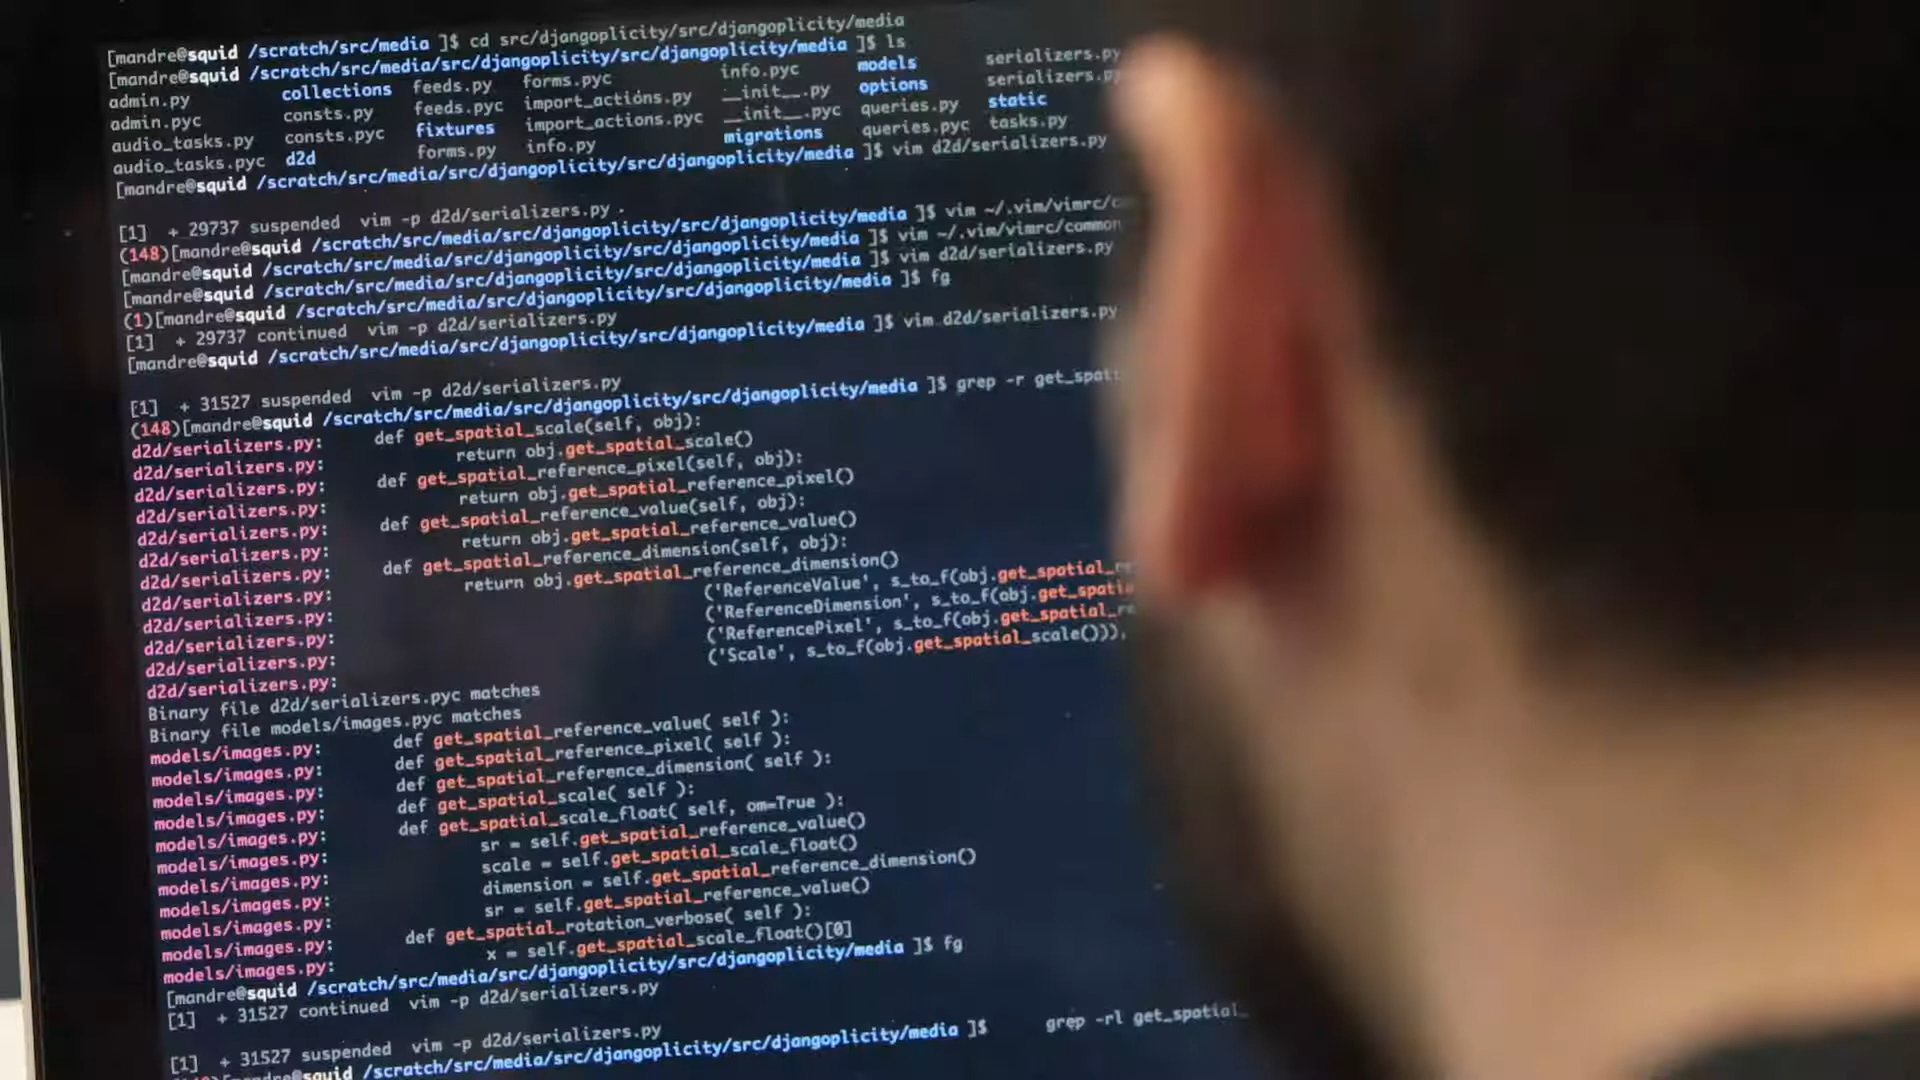 [mandre@squid /scratch/src/media ]$ cd src/djangoplicity/src/djangoplicity/media
[mandre@squid /scratch/src/media/src/djangoplicity/src/djangoplicity/media ]$ ls
admin.py collections feeds.py forms.pyc info.pyc models serializers.py
admin.pyc consts.py feeds.pyc import_actions.py __init__.py options
audio_tasks.py consts.pyc fixtures import_actions.pyc __init__.pyc queries.py static
audio_tasks.pyc d2d forms.py info.py migrations queries.pyc tasks.py
[mandre@squid /scratch/src/media/src/djangoplicity/src/djangoplicity/media ]$ vim d2d/serializers.py
[1] + 29737 suspended vim -p d2d/serializers.py
(148)[mandre@squid /scratch/src/media/src/djangoplicity/src/djangoplicity/media ]$ vim
[mandre@squid /scratch/src/media/src/djangoplicity/src/djangoplicity/media ]$ vim ~/.vim/vimrc/common
[mandre@squid /scratch/src/media/src/djangoplicity/src/djangoplicity/media ]$ vim d2d/serializers.py
(1)[mandre@squid /scratch/src/media/src/djangoplicity/src/djangoplicity/media ]$ fg
[1] + 29737 continued vim -p d2d/serializers.py
[mandre@squid /scratch/src/media/src/djangoplicity/src/djangoplicity/media ]$ vim d2d/serializers.py
[1] + 31527 suspended vim -p d2d/serializers.py
(148)[mandre@squid /scratch/src/media/src/djangoplicity/src/djangoplicity/media ]$ grep -r
d2d/serializers.py: def get_spatial_scale(self, obj):
d2d/serializers.py: return obj.get_spatial_scale()
d2d/serializers.py: def get_spatial_reference_pixel(self, obj):
d2d/serializers.py: return obj.get_spatial_reference_pixel()
d2d/serializers.py: def get_spatial_reference_value(self, obj):
d2d/serializers.py: return obj.get_spatial_reference_value()
d2d/serializers.py: def get_spatial_reference_dimension(self, obj):
d2d/serializers.py: return obj.get_spatial_reference_dimension()
d2d/serializers.py: ('ReferenceValue', s_to_f(obj.get_spatial_
d2d/serializers.py: ('ReferenceDimension', s_to_f(obj.get_spatial
d2d/serializers.py: ('ReferencePixel', s_to_f(obj.get_spatial_
d2d/serializers.py: ('Scale', s_to_f(obj.get_spatial_scale())),
Binary file d2d/serializers.pyc matches
Binary file models/images.pyc matches
models/images.py: def get_spatial_reference_value( self ):
models/images.py: def get_spatial_reference_pixel( self ):
models/images.py: def get_spatial_reference_dimension( self ):
models/images.py: def get_spatial_scale( self ):
models/images.py: def get_spatial_scale_float( self, om=True ):
models/images.py: sr = self.get_spatial_reference_value()
models/images.py: scale = self.get_spatial_scale_float()
models/images.py: dimension = self.get_spatial_reference_dimension()
models/images.py: sr = self.get_spatial_reference_value()
models/images.py: def get_spatial_rotation_verbose( self ):
models/images.py: x = self.get_spatial_scale_float()[0]
[mandre@squid /scratch/src/media/src/djangoplicity/src/djangoplicity/media ]$ fg
[1] + 31527 continued vim -p d2d/serializers.py
[1] + 31527 suspended vim -p d2d/serializers.py
[mandre@squid /scratch/src/media/src/djangoplicity/src/djangoplicity/media ]$ grep -rl get_spatial_